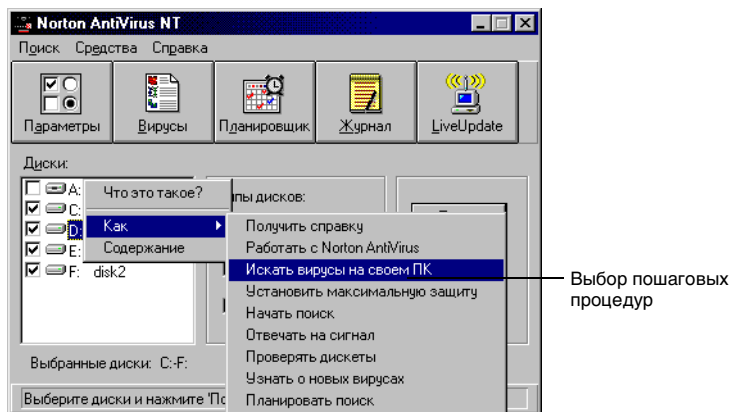 Norton AntiVirus NT
Поиск Средства Справка
Параметры Вирусы Планировщик Журнал LiveUpdate
Диски:
A:
C:
D:
E:
F: disk2
Что это такое?
Как
Содержание
пы дисков:
Получить справку
Работать с Norton AntiVirus
Искать вирусы на своем ПК
Установить максимальную защиту
Начать поиск
Отвечать на сигнал
Проверять дискеты
Узнать о новых вирусах
Планировать поиск
Выбор пошаговых
процедур
Выбранные диски: C:-F:
Выберите диски и нажмите 'По